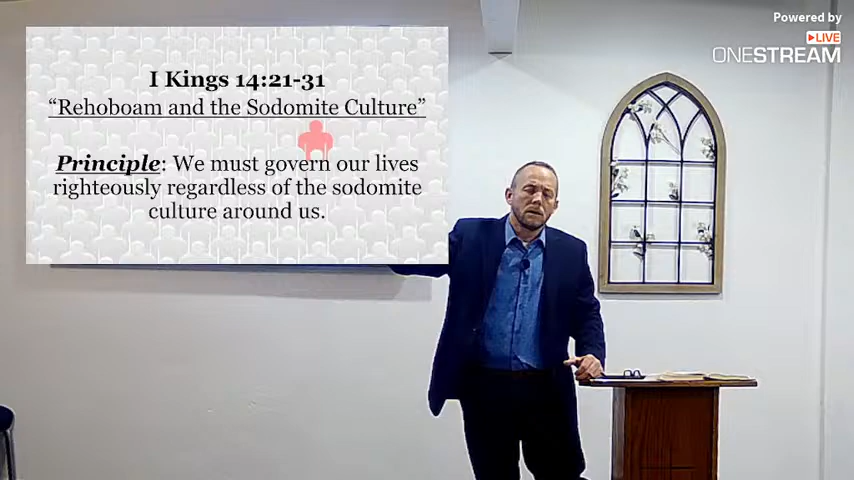 I Kings 14:21-31
“Rehoboam and the Sodomite Culture”
Principle: We must govern our lives
righteously regardless of the sodomite
culture around us.
Powered by
LIVE
ONESTREAM